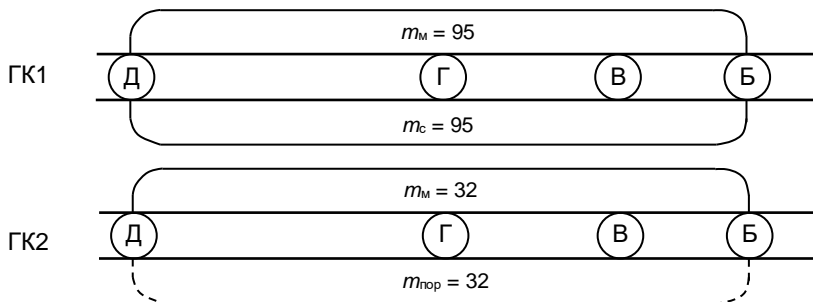 mм = 95
ГК1 Д Г В Б
mс = 95
mм = 32
ГК2 Д Г В Б
mпор = 32